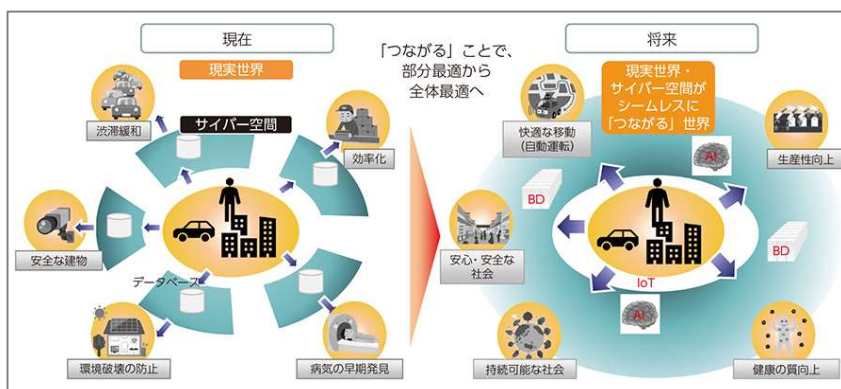 現在
現実世界
サイバー空間
渋滞緩和
効率化
安全な建物
データベース
環境破壊の防止
病気の早期発見
「つながる」ことで、
部分最適から
全体最適へ
将来
現実世界・
サイバー空間が
シームレスに
「つながる」世界
快適な移動
(自動運転)
AI
生産性向上
BD
BD
安心・安全な
社会
IoT
AI
持続可能な社会
健康の質向上